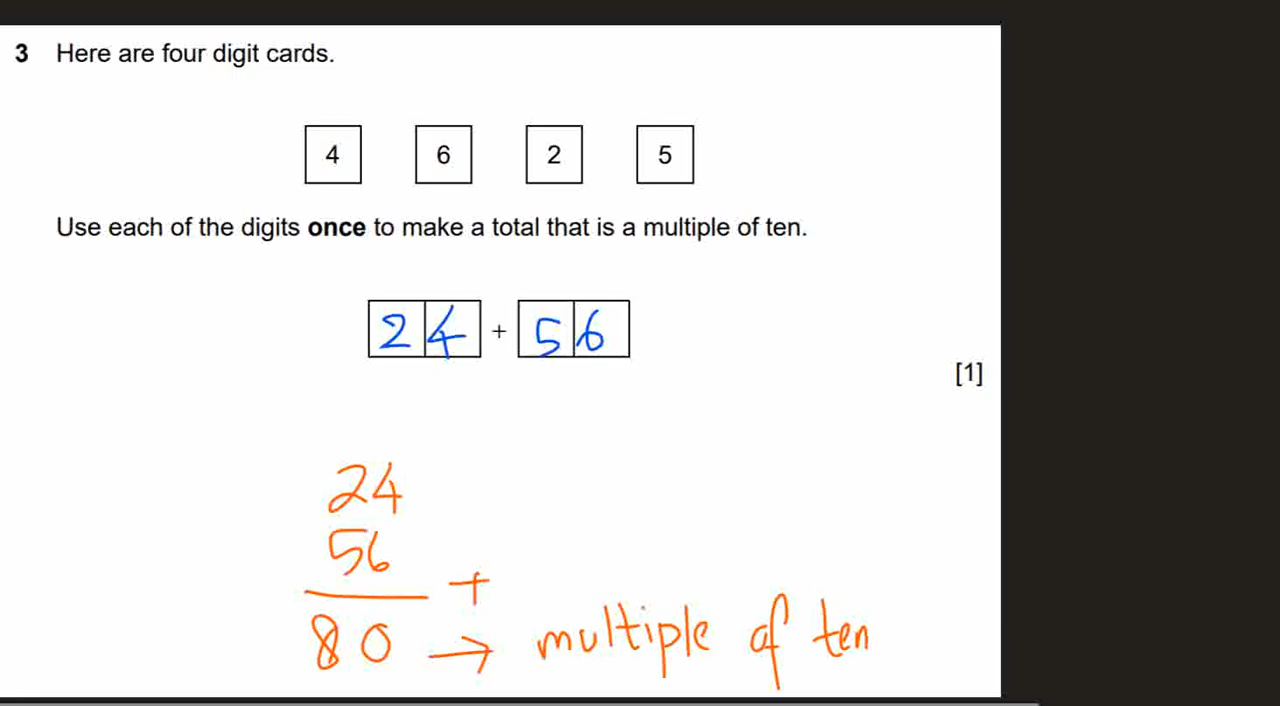 3 Here are four digit cards.
4 6 2 5
Use each of the digits once to make a total that is a multiple of ten.
24 + 56
[1]
24
56
+
80 → multiple of ten